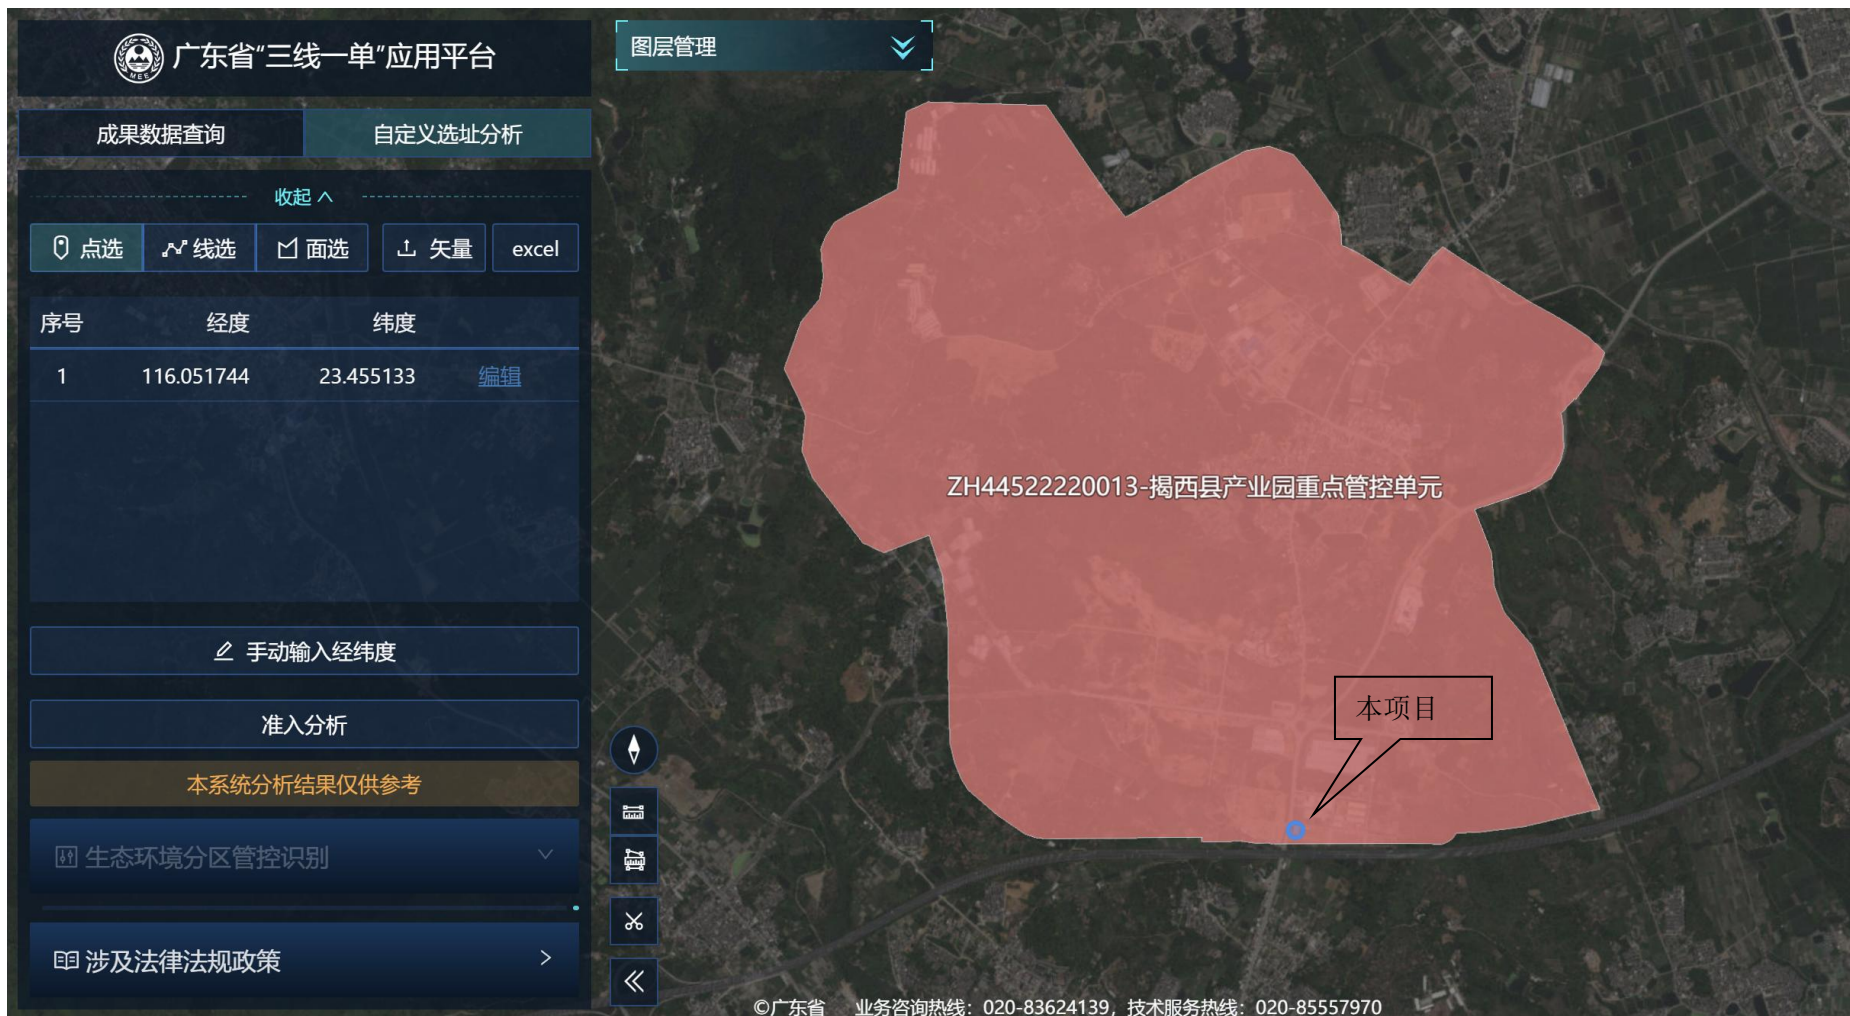 广东省“三线一单”应用平台
MEE
图层管理
成果数据查询
自定义选址分析
收起
点选
线选
面选
矢量
excel
序号 经度 纬度
1 116.051744 23.455133 编辑
ZH44522220013-揭西县产业园重点管控单元
手动输入经纬度
本项目
准入分析
本系统分析结果仅供参考
生态环境分区管控识别
涉及法律法规政策
©广东省 业务咨询热线：020-83624139，技术服务热线：020-85557970